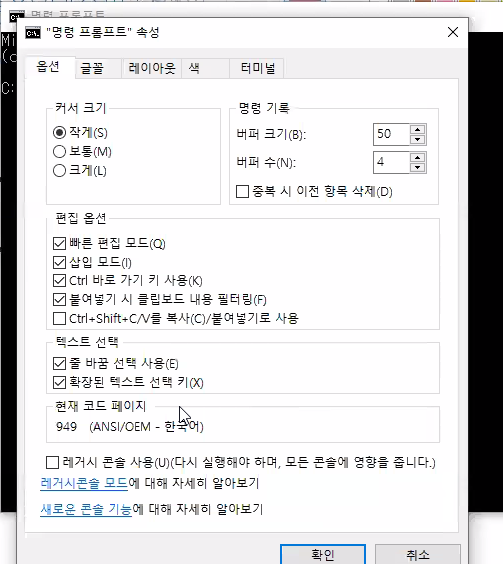 명령 프롬프트
Mi
(c
C:
"명령 프롬프트" 속성
옵션 글꼴 레이아웃 색 터미널
커서 크기
작게(S)
보통(M)
크게(L)
명령 기록
버퍼 크기(B): 50
버퍼 수(N): 4
중복 시 이전 항목 삭제(D)
편집 옵션
빠른 편집 모드(Q)
삽입 모드(I)
Ctrl 바로 가기 키 사용(K)
붙여넣기 시 클립보드 내용 필터링(F)
Ctrl+Shift+C/V를 복사(C)/붙여넣기로 사용
텍스트 선택
줄 바꿈 선택 사용(E)
확장된 텍스트 선택 키(X)
현재 코드 페이지
949 (ANSI/OEM - 한국어)
레거시 콘솔 사용(U)(다시 실행해야 하며, 모든 콘솔에 영향을 줍니다.)
레거시콘솔 모드에 대해 자세히 알아보기
새로운 콘솔 기능에 대해 자세히 알아보기
확인 취소